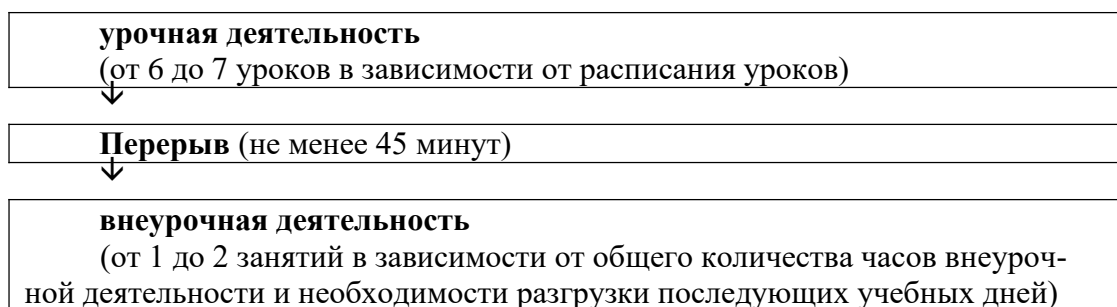 урочная деятельность
(от 6 до 7 уроков в зависимости от расписания уроков)
↓
Перерыв (не менее 45 минут)
↓
внеурочная деятельность
(от 1 до 2 занятий в зависимости от общего количества часов внеуроч-
ной деятельности и необходимости разгрузки последующих учебных дней)